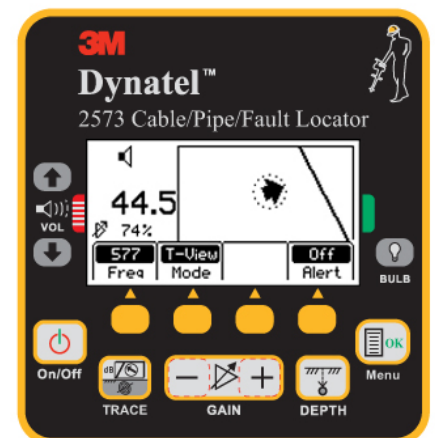 3M
Dynatel™
2573 Cable/Pipe/Fault Locator
44.5
VOL
74%
577 T-View Off
Freq Mode Alert
BULB
OK
On/Off
dB
Menu
TRACE
GAIN
DEPTH